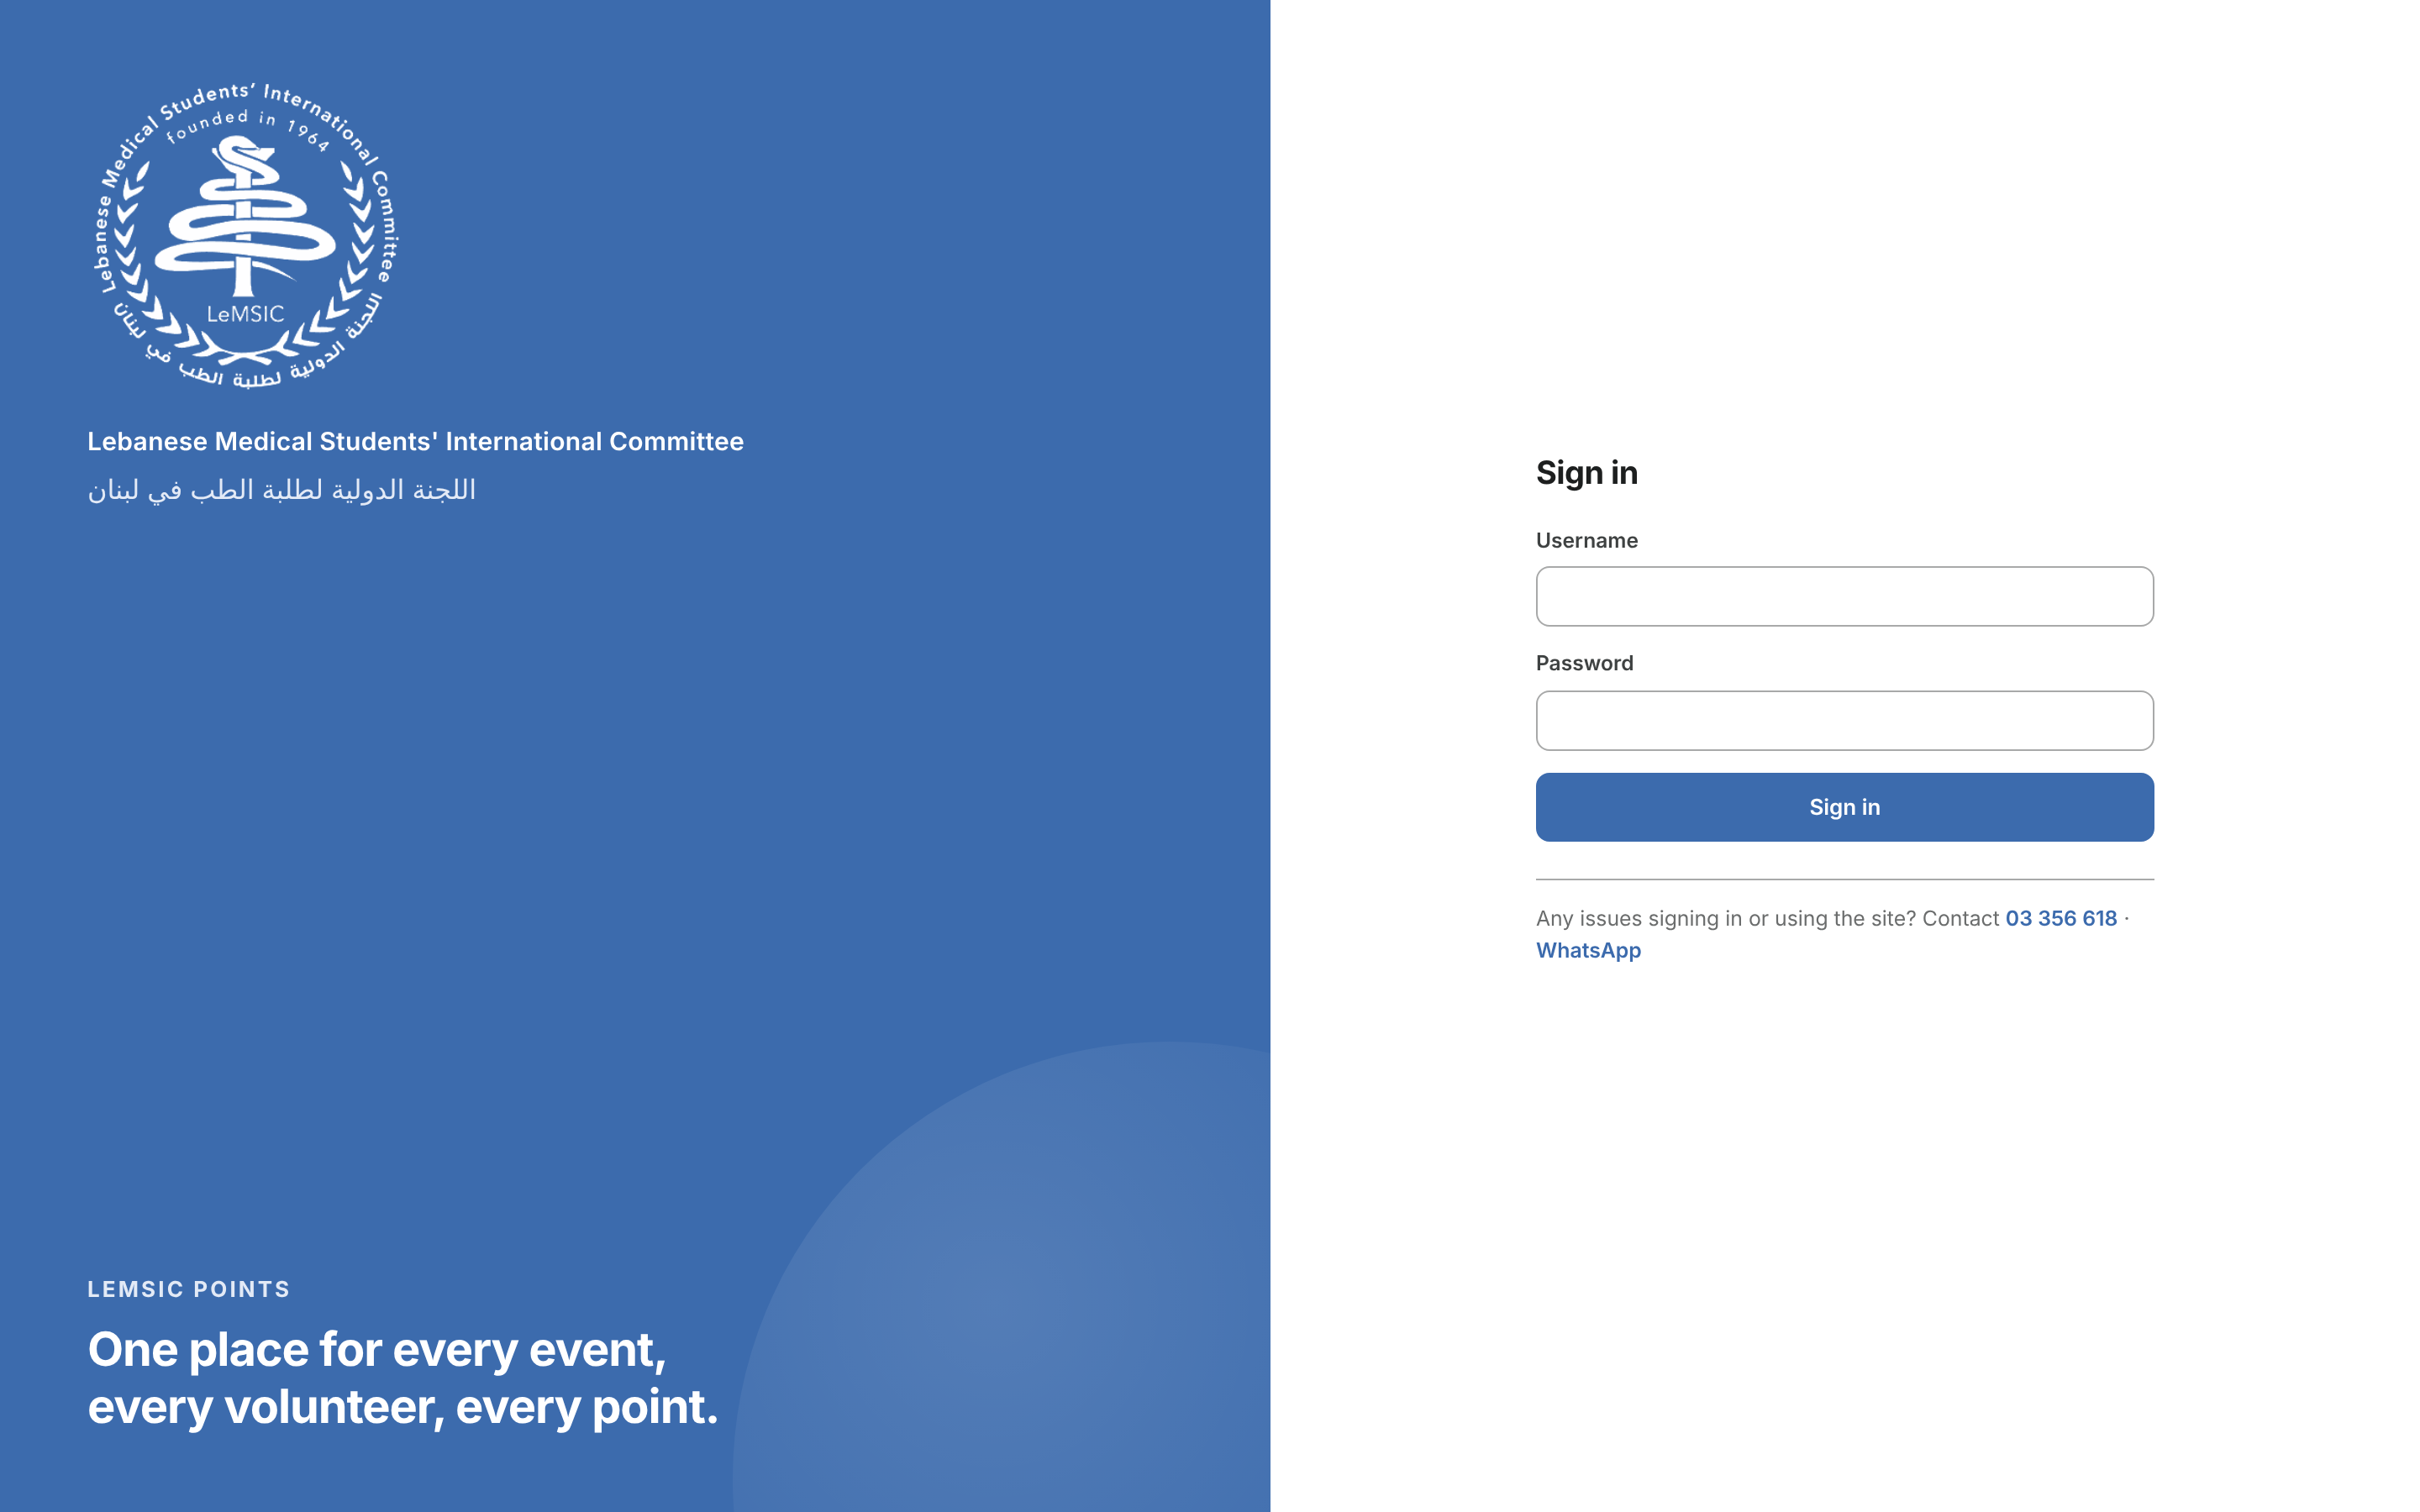 Lebanese Medical Students' International Committee
founded in 1964
LeMSIC
اللجنة الدولية لطلبة الطب في لبنان
Lebanese Medical Students' International Committee
اللجنة الدولية لطلبة الطب في لبنان
LEMSIC POINTS
One place for every event,
every volunteer, every point.
Sign in
Username
Password
Sign in
Any issues signing in or using the site? Contact 03 356 618 ·
WhatsApp